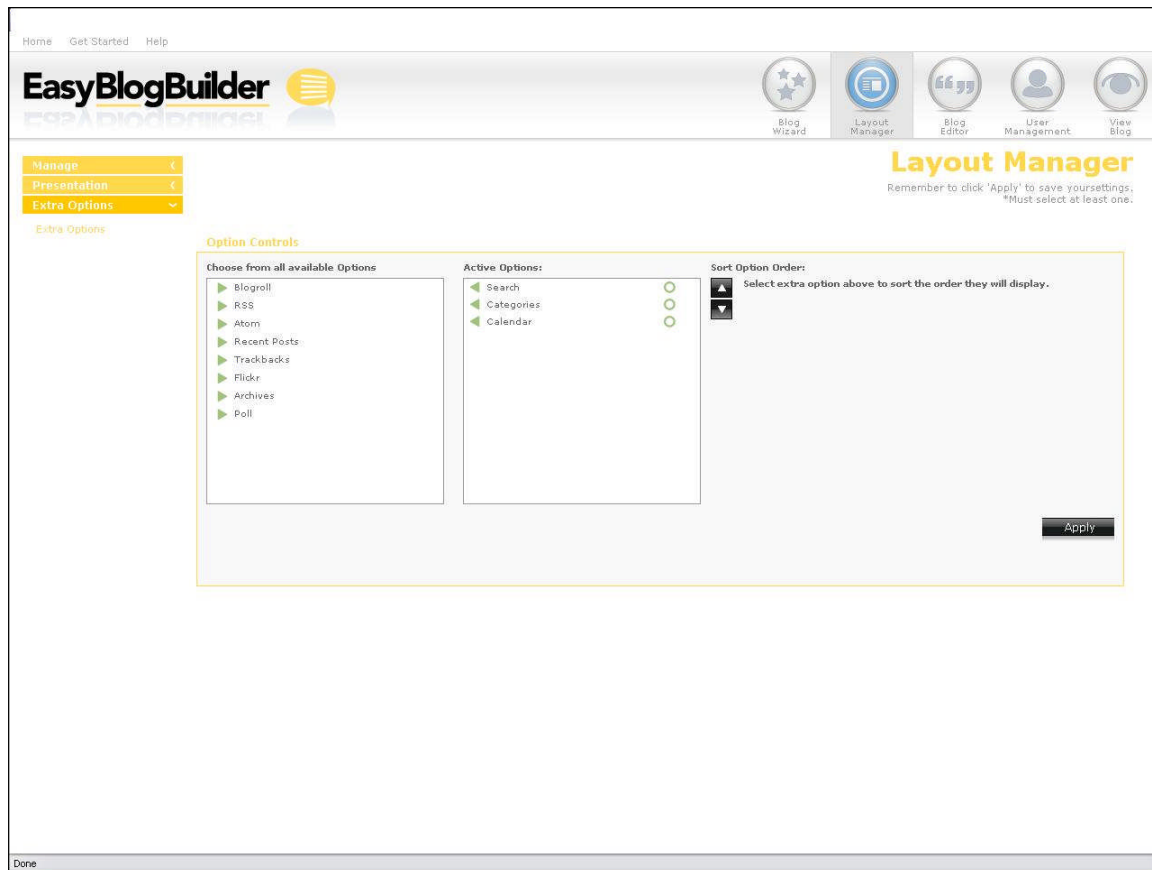 Home Get Started Help
EasyBlogBuilder
Blog Wizard
Layout Manager
Blog Editor
User Management
View Blog
Manage
Presentation
Extra Options
Extra Options
Layout Manager
Remember to click 'Apply' to save yoursettings.
*Must select at least one.
Option Controls
Choose from all available Options
Blogroll
RSS
Atom
Recent Posts
Trackbacks
Flickr
Archives
Poll
Active Options:
Search
Categories
Calendar
Sort Option Order:
Select extra option above to sort the order they will display.
Apply
Done